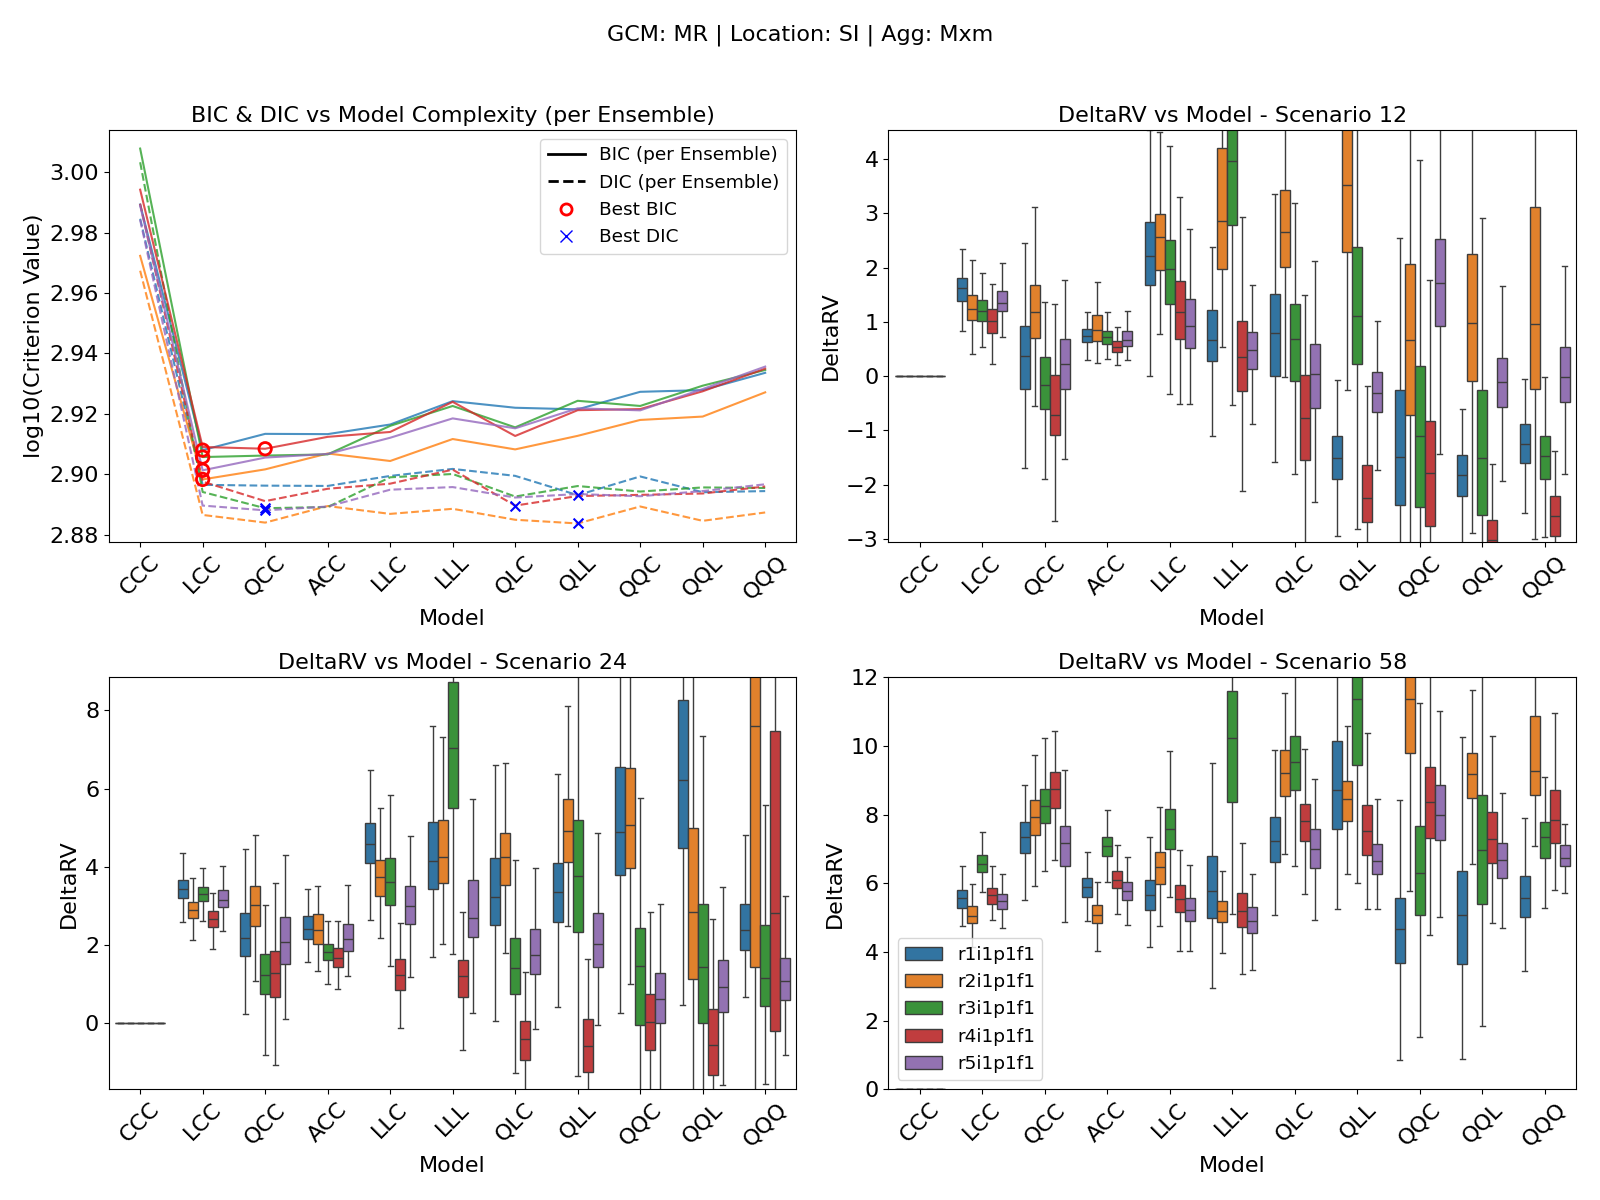 GCM: MR | Location: SI | Agg: Mxm
BIC & DIC vs Model Complexity (per Ensemble)
log10(Criterion Value)
3.00
2.98
2.96
2.94
2.92
2.90
2.88
BIC (per Ensemble)
DIC (per Ensemble)
Best BIC
Best DIC
CCC LCC QCC ACC LLC LLL QLC QLL QQC QQL QQQ
Model
DeltaRV vs Model - Scenario 12
DeltaRV
4
3
2
1
0
−1
−2
−3
CCC LCC QCC ACC LLC LLL QLC QLL QQC QQL QQQ
Model
DeltaRV vs Model - Scenario 24
DeltaRV
8
6
4
2
0
CCC LCC QCC ACC LLC LLL QLC QLL QQC QQL QQQ
Model
DeltaRV vs Model - Scenario 58
DeltaRV
12
10
8
6
4
2
0
r1i1p1f1
r2i1p1f1
r3i1p1f1
r4i1p1f1
r5i1p1f1
CCC LCC QCC ACC LLC LLL QLC QLL QQC QQL QQQ
Model